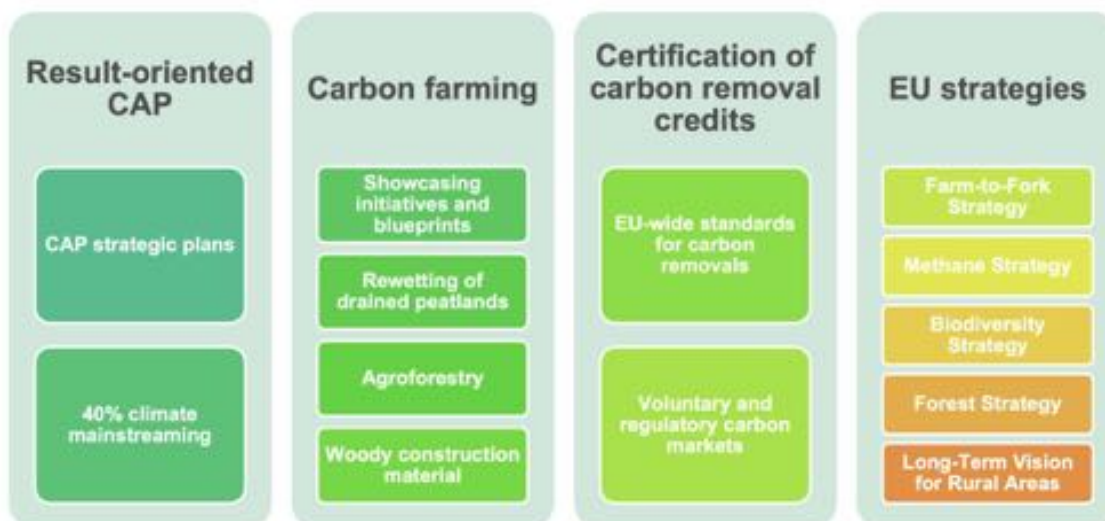 Result-oriented
CAP
CAP strategic plans
40% climate
mainstreaming
Carbon farming
Showcasing
initiatives and
blueprints
Rewetting of
drained peatlands
Agroforestry
Woody construction
material
Certification of
carbon removal
credits
EU-wide standards
for carbon
removals
Voluntary and
regulatory carbon
markets
EU strategies
Farm-to-Fork
Strategy
Methane Strategy
Biodiversity
Strategy
Forest Strategy
Long-Term Vision
for Rural Areas